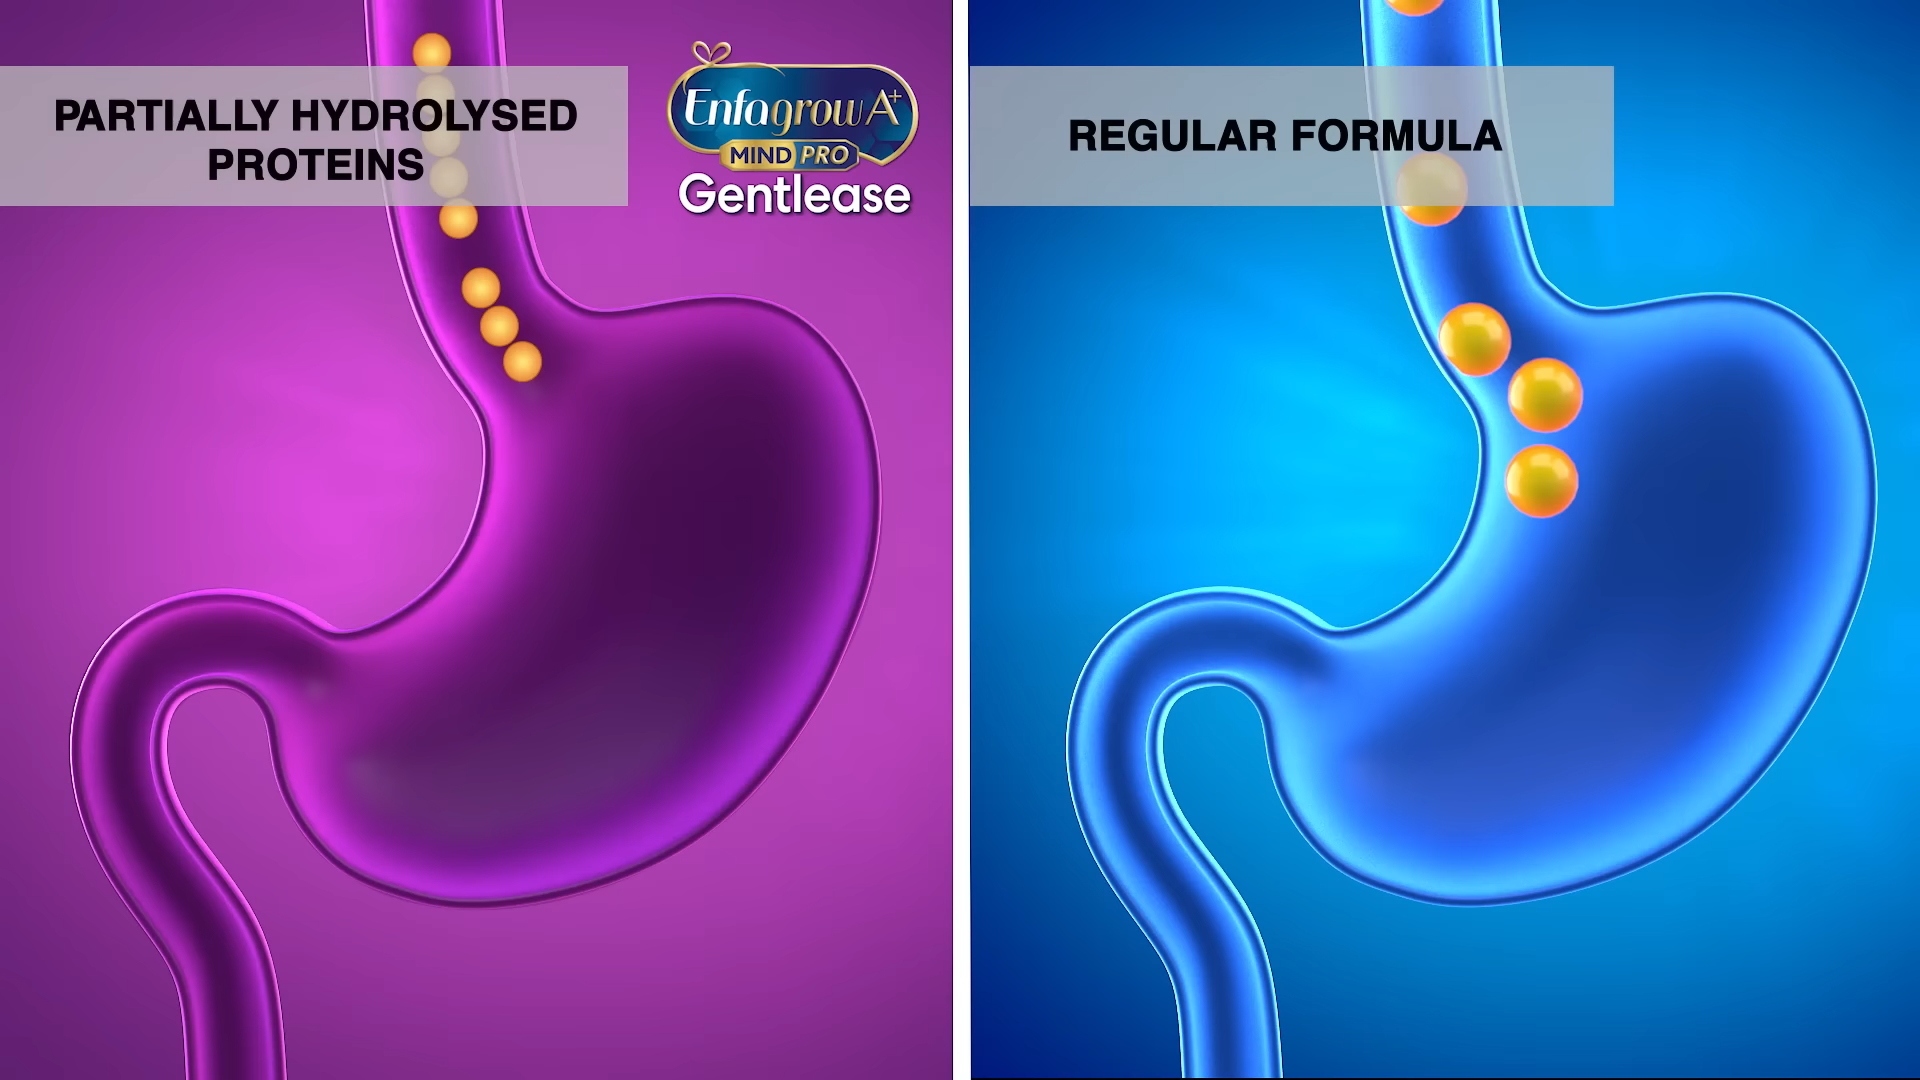 PARTIALLY HYDROLYSED
PROTEINS
EnfagrowA+
MIND PRO
Gentlease
REGULAR FORMULA